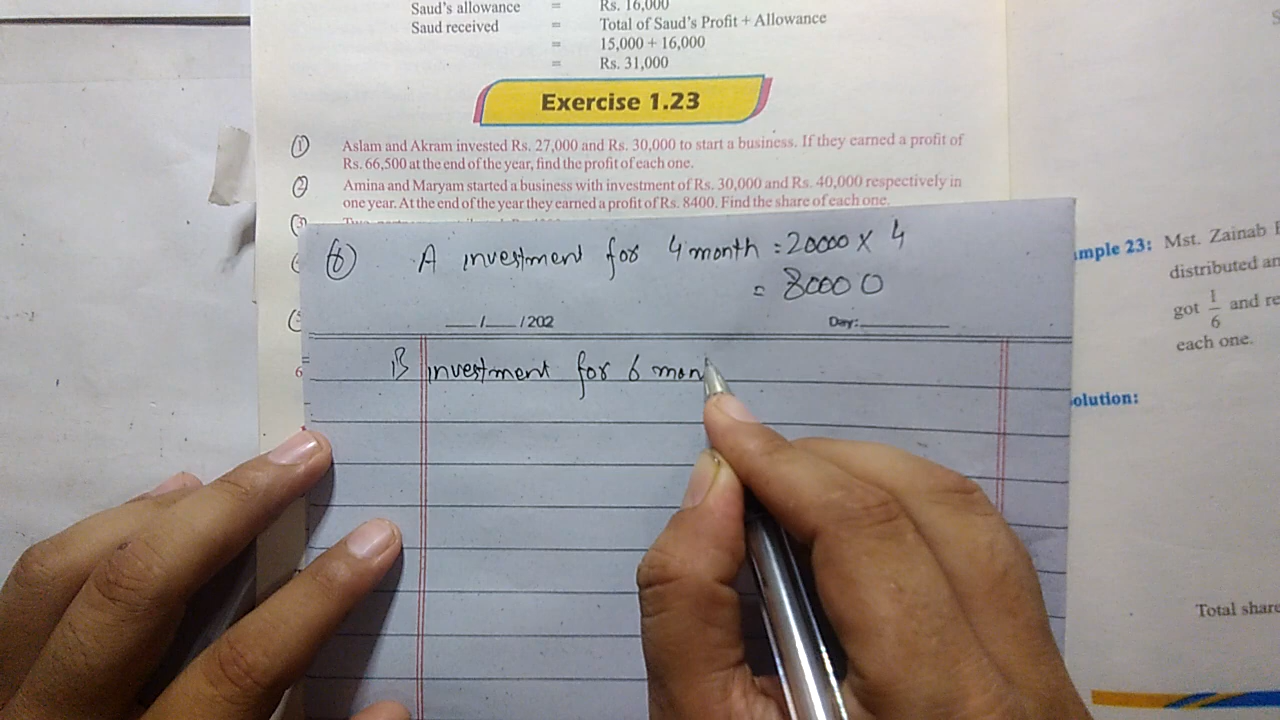 Saud's allowance = Rs. 16,000
Saud received = Total of Saud's Profit + Allowance
= 15,000 + 16,000
= Rs. 31,000
Exercise 1.23
① Aslam and Akram invested Rs. 27,000 and Rs. 30,000 to start a business. If they earned a profit of
Rs. 66,500 at the end of the year, find the profit of each one.
② Amina and Maryam started a business with investment of Rs. 30,000 and Rs. 40,000 respectively in
one year. At the end of the year they earned a profit of Rs. 8400. Find the share of each one.
⑥ A investment for 4 month = 20000 × 4
= 80000
__/__/202 Day:
B investment for 6 mon
6
mple 23: Mst. Zainab
distributed an
got 1/6 and re
each one.
olution:
Total share